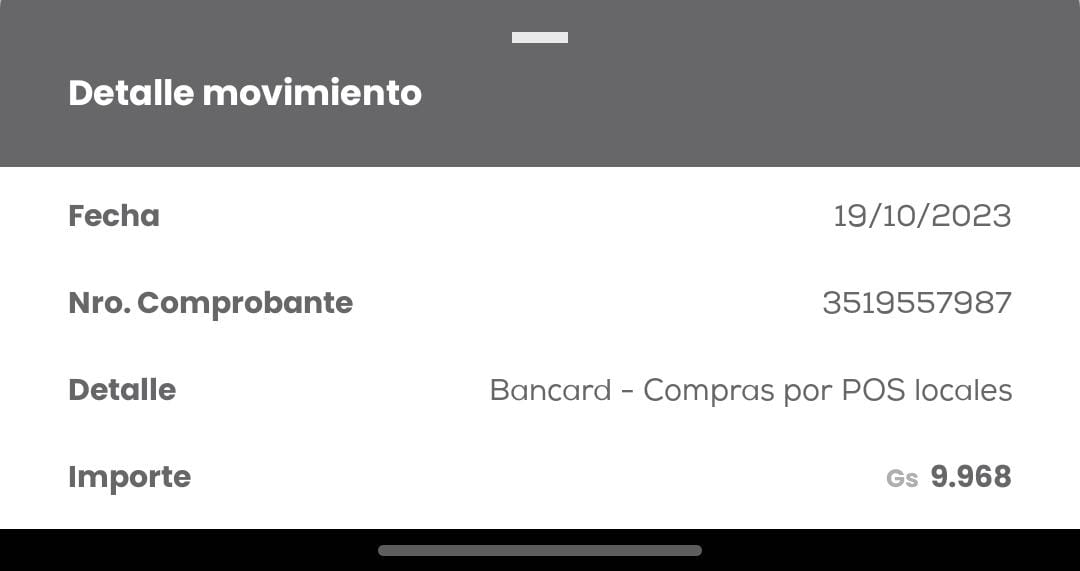 Detalle movimiento
Fecha 19/10/2023
Nro. Comprobante 3519557987
Detalle Bancard - Compras por POS locales
Importe Gs 9.968